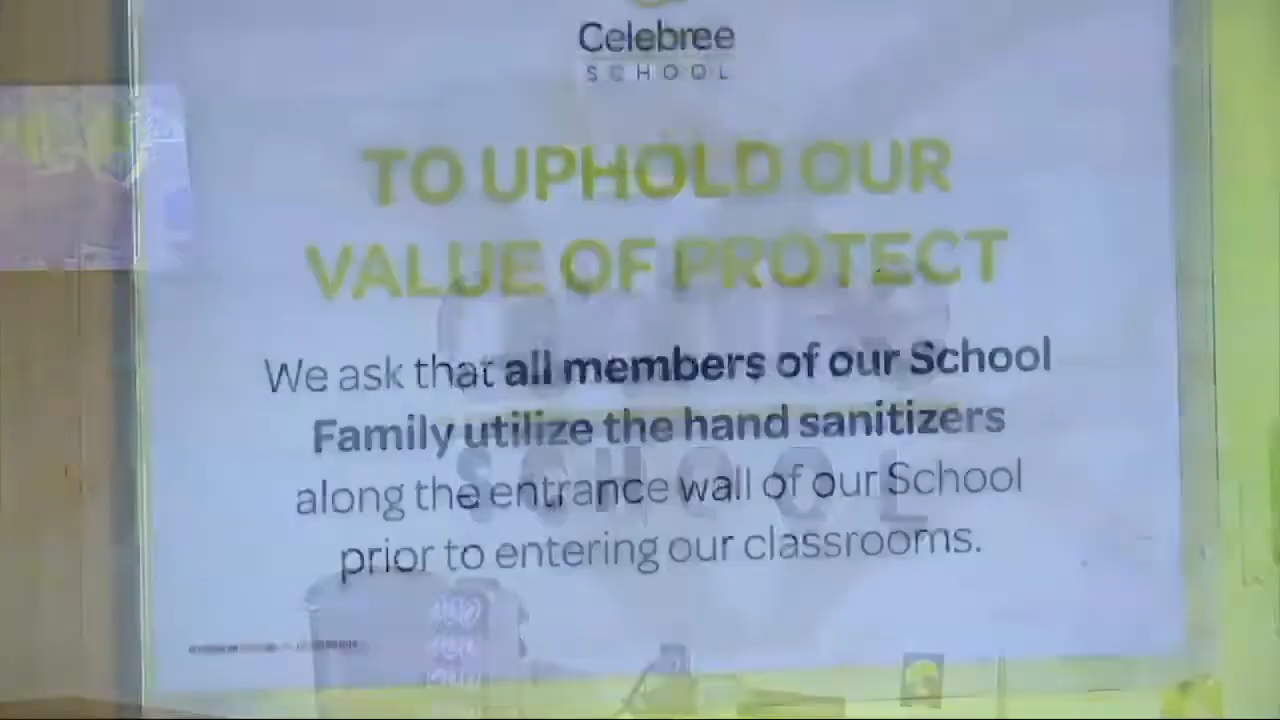 Celebree
SCHOOL
TO UPHOLD OUR
VALUE OF PROTECT
We ask that all members of our School
Family utilize the hand sanitizers
along the entrance wall of our School
prior to entering our classrooms.
SCHOOL